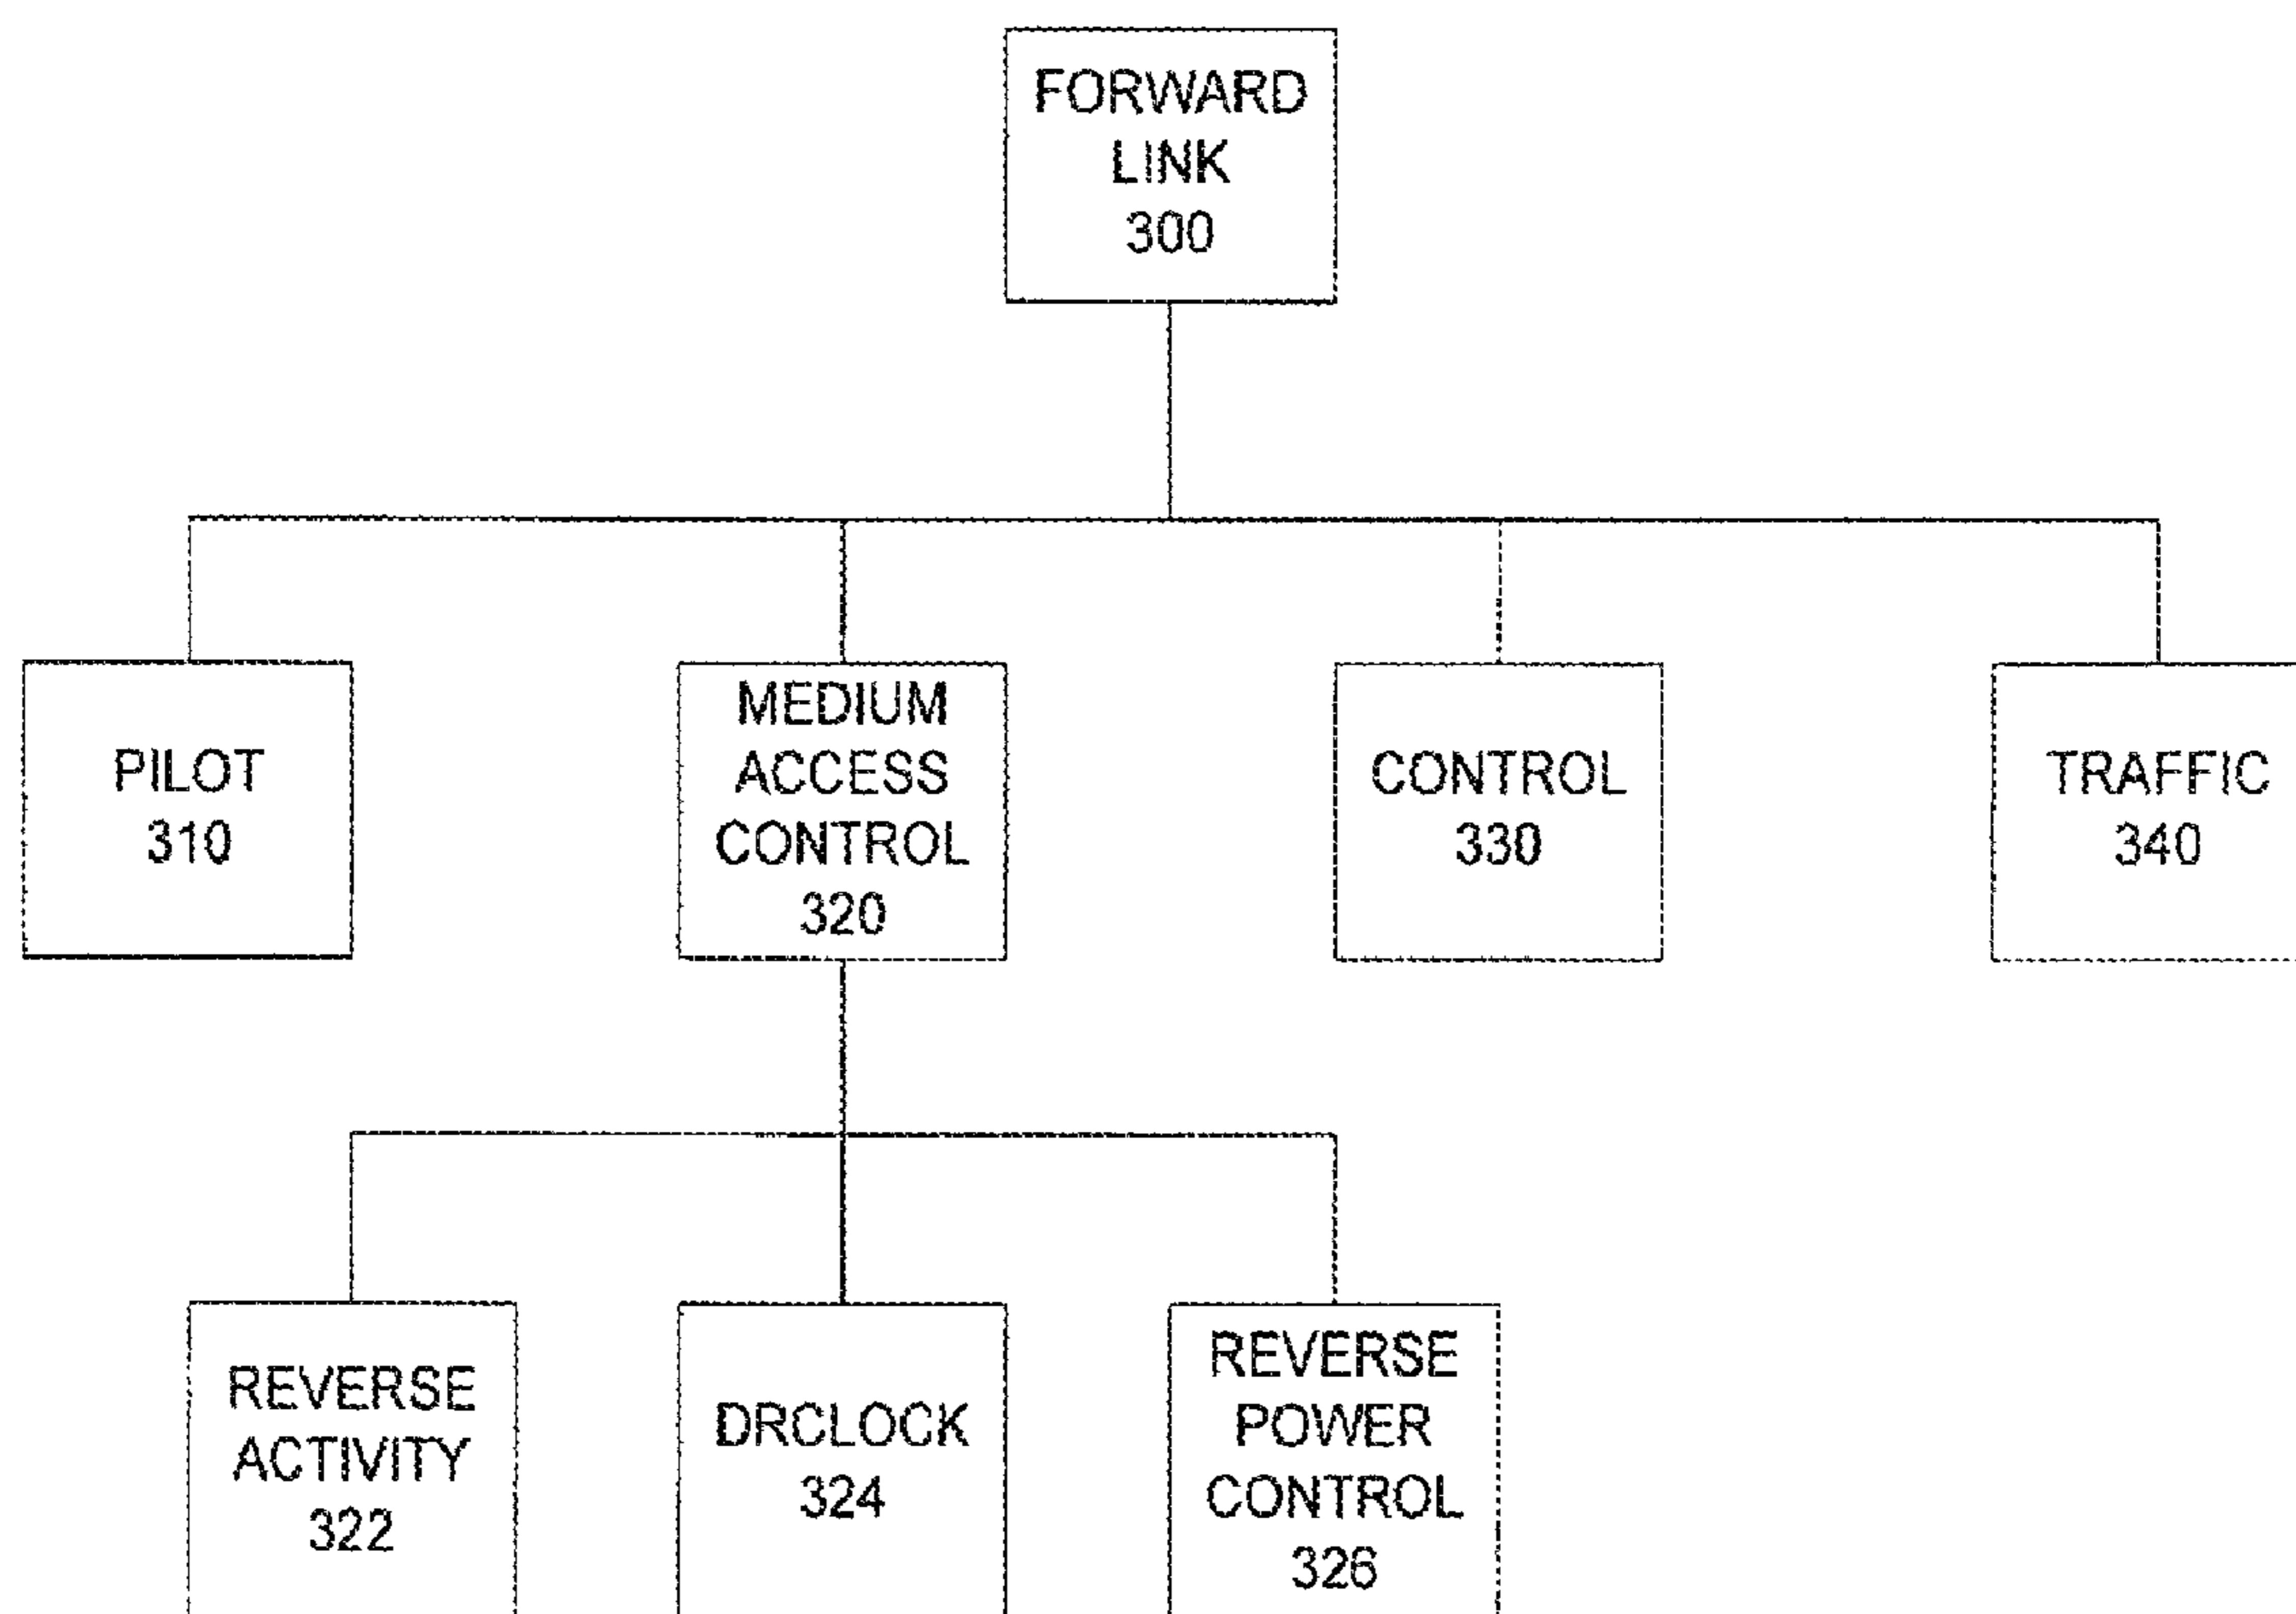 FORWARD
LINK
300
PILOT
310
MEDIUM
ACCESS
CONTROL
320
CONTROL
330
TRAFFIC
340
REVERSE
ACTIVITY
322
DRCLOCK
324
REVERSE
POWER
CONTROL
326